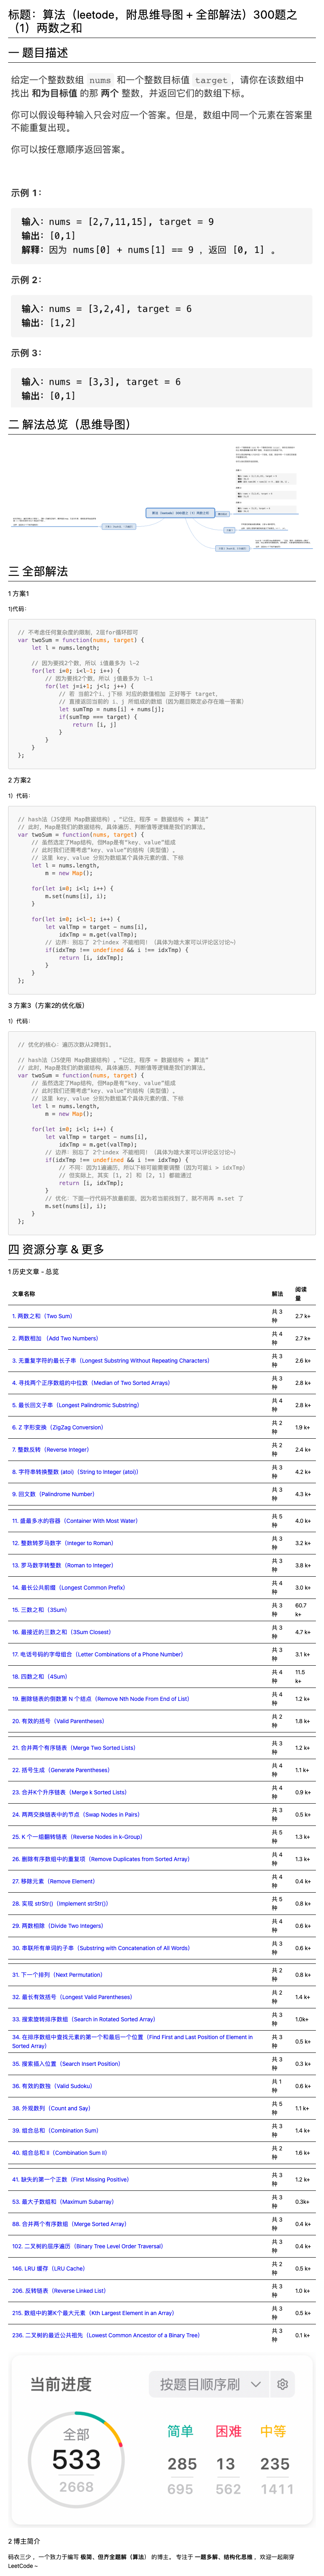 标题：算法（leetode，附思维导图 + 全部解法）300题之
（1）两数之和
一 题目描述
给定一个整数数组 nums 和一个整数目标值 target，请你在该数组中
找出 和为目标值 的那 两个 整数，并返回它们的数组下标。
你可以假设每种输入只会对应一个答案。但是，数组中同一个元素在答案里
不能重复出现。
你可以按任意顺序返回答案。
示例 1：
输入：nums = [2,7,11,15], target = 9
输出：[0,1]
解释：因为 nums[0] + nums[1] == 9 ，返回 [0, 1] 。
示例 2：
输入：nums = [3,2,4], target = 6
输出：[1,2]
示例 3：
输入：nums = [3,3], target = 6
输出：[0,1]
二 解法总览（思维导图）
三 全部解法
1 方案1
1)代码：
// 不考虑任何复杂度的限制，2层for循环即可
var twoSum = function(nums, target) {
let l = nums.length;
// 因为要找2个数，所以 i值最多为 l-2
for(let i=0; i<l-1; i++) {
// 因为要找2个数，所以 j值最多为 l-1
for(let j=i+1; j<l; j++) {
// 若 当前2个i、j下标 对应的数值相加 正好等于 target，
// 直接返回当前的 i、j 所组成的数组（因为题目限定必存在唯一答案）
let sumTmp = nums[i] + nums[j];
if(sumTmp === target) {
return [i, j]
}
}
}
};
2 方案2
1）代码：
// hash法（JS使用 Map数据结构）。“记住，程序 = 数据结构 + 算法”
// 此时，Map是我们的数据结构，具体遍历、判断值等逻辑是我们的算法。
var twoSum = function(nums, target) {
// 虽然选定了Map结构，但Map是有“key、value”组成
// 此时我们还需考虑“key、value”的结构（类型值）。
// 这里 key、value 分别为数组某个具体元素的值、下标
let l = nums.length,
m = new Map();
for(let i=0; i<l; i++) {
m.set(nums[i], i);
}
for(let i=0; i<l-1; i++) {
let valTmp = target - nums[i],
idxTmp = m.get(valTmp);
// 边界：别忘了 2个index 不能相同！（具体为啥大家可以评论区讨论~）
if(idxTmp !== undefined && i !== idxTmp) {
return [i, idxTmp];
}
}
};
3 方案3（方案2的优化版）
1）代码：
// 优化的核心：遍历次数从2降到1。
// hash法（JS使用 Map数据结构）。“记住，程序 = 数据结构 + 算法”
// 此时，Map是我们的数据结构，具体遍历、判断值等逻辑是我们的算法。
var twoSum = function(nums, target) {
// 虽然选定了Map结构，但Map是有“key、value”组成
// 此时我们还需考虑“key、value”的结构（类型值）。
// 这里 key、value 分别为数组某个具体元素的值、下标
let l = nums.length,
m = new Map();
for(let i=0; i<l; i++) {
let valTmp = target - nums[i],
idxTmp = m.get(valTmp);
// 边界：别忘了 2个index 不能相同！（具体为啥大家可以评论区讨论~）
if(idxTmp !== undefined && i !== idxTmp) {
// 不同：因为1遍遍历，所以下标可能需要调整（因为可能i > idxTmp）
// 但实际上，其实 [1, 2] 和 [2, 1] 都能通过
return [i, idxTmp];
}
// 优化：下面一行代码不放最前面，因为若当前找到了，就不用再 m.set 了
m.set(nums[i], i);
}
};
四 资源分享 & 更多
1 历史文章 - 总览
文章名称 解法 阅读量
1. 两数之和（Two Sum） 共 3 种 2.7 k+
2. 两数相加 （Add Two Numbers） 共 4 种 2.7 k+
3. 无重复字符的最长子串（Longest Substring Without Repeating Characters） 共 3 种 2.6 k+
4. 寻找两个正序数组的中位数（Median of Two Sorted Arrays） 共 3 种 2.8 k+
5. 最长回文子串（Longest Palindromic Substring） 共 4 种 2.8 k+
6. Z 字形变换（ZigZag Conversion） 共 2 种 1.9 k+
7. 整数反转（Reverse Integer） 共 2 种 2.4 k+
8. 字符串转换整数 (atoi)（String to Integer (atoi)） 共 3 种 4.2 k+
9. 回文数（Palindrome Number） 共 3 种 4.3 k+
11. 盛最多水的容器（Container With Most Water） 共 5 种 4.0 k+
12. 整数转罗马数字（Integer to Roman） 共 3 种 3.2 k+
13. 罗马数字转整数（Roman to Integer） 共 3 种 3.8 k+
14. 最长公共前缀（Longest Common Prefix） 共 4 种 3.0 k+
15. 三数之和（3Sum） 共 3 种 60.7 k+
16. 最接近的三数之和（3Sum Closest） 共 3 种 4.7 k+
17. 电话号码的字母组合（Letter Combinations of a Phone Number） 共 3 种 3.1 k+
18. 四数之和（4Sum） 共 4 种 11.5 k+
19. 删除链表的倒数第 N 个结点（Remove Nth Node From End of List） 共 4 种 1.2 k+
20. 有效的括号（Valid Parentheses） 共 2 种 1.8 k+
21. 合并两个有序链表（Merge Two Sorted Lists） 共 3 种 1.2 k+
22. 括号生成（Generate Parentheses） 共 4 种 1.1 k+
23. 合并K个升序链表（Merge k Sorted Lists） 共 4 种 0.9 k+
24. 两两交换链表中的节点（Swap Nodes in Pairs） 共 3 种 0.5 k+
25. K 个一组翻转链表（Reverse Nodes in k-Group） 共 5 种 1.3 k+
26. 删除有序数组中的重复项（Remove Duplicates from Sorted Array） 共 4 种 1.3 k+
27. 移除元素（Remove Element） 共 4 种 0.4 k+
28. 实现 strStr()（Implement strStr()） 共 5 种 0.8 k+
29. 两数相除（Divide Two Integers） 共 4 种 0.6 k+
30. 串联所有单词的子串（Substring with Concatenation of All Words） 共 3 种 0.6 k+
31. 下一个排列（Next Permutation） 共 2 种 0.8 k+
32. 最长有效括号（Longest Valid Parentheses） 共 2 种 1.4 k+
33. 搜索旋转排序数组（Search in Rotated Sorted Array） 共 3 种 1.0k+
34. 在排序数组中查找元素的第一个和最后一个位置（Find First and Last Position of Element in
Sorted Array） 共 3 种 0.5 k+
35. 搜索插入位置（Search Insert Position） 共 3 种 0.3 k+
36. 有效的数独（Valid Sudoku） 共 1 种 0.6 k+
38. 外观数列（Count and Say） 共 5 种 1.1 k+
39. 组合总和（Combination Sum） 共 3 种 1.4 k+
40. 组合总和 II（Combination Sum II） 共 2 种 1.6 k+
41. 缺失的第一个正数（First Missing Positive） 共 3 种 1.2 k+
53. 最大子数组和（Maximum Subarray） 共 3 种 0.3k+
88. 合并两个有序数组（Merge Sorted Array） 共 3 种 0.4 k+
102. 二叉树的层序遍历（Binary Tree Level Order Traversal） 共 3 种 0.4 k+
146. LRU 缓存（LRU Cache） 共 2 种 0.5 k+
206. 反转链表（Reverse Linked List） 共 3 种 1.0 k+
215. 数组中的第K个最大元素（Kth Largest Element in an Array） 共 3 种 0.5 k+
236. 二叉树的最近公共祖先（Lowest Common Ancestor of a Binary Tree） 共 3 种 0.1 k+
当前进度 按题目顺序刷
全部 简单 困难 中等
533 285 13 235
2668 695 562 1411
2 博主简介
码农三少 ，一个致力于编写 极简、但齐全题解（算法） 的博主。 专注于 一题多解、结构化思维 ，欢迎一起刷穿
LeetCode ~